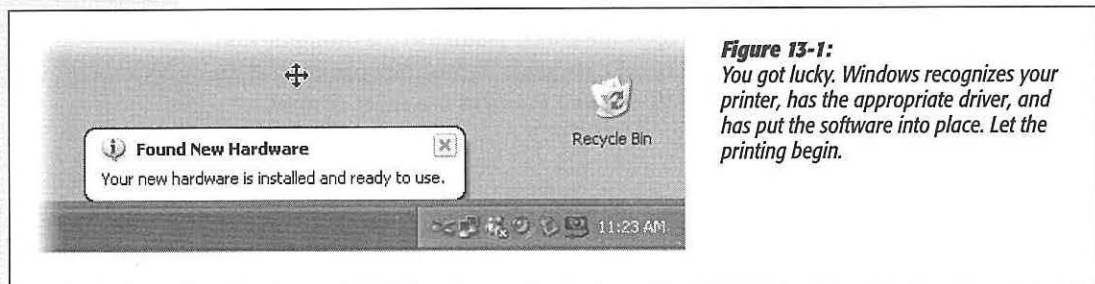 Figure 13-1:
You got lucky. Windows recognizes your
printer, has the appropriate driver, and
has put the software into place. Let the
printing begin.
Recycle Bin
Found New Hardware
Your new hardware is installed and ready to use.
11:23 AM